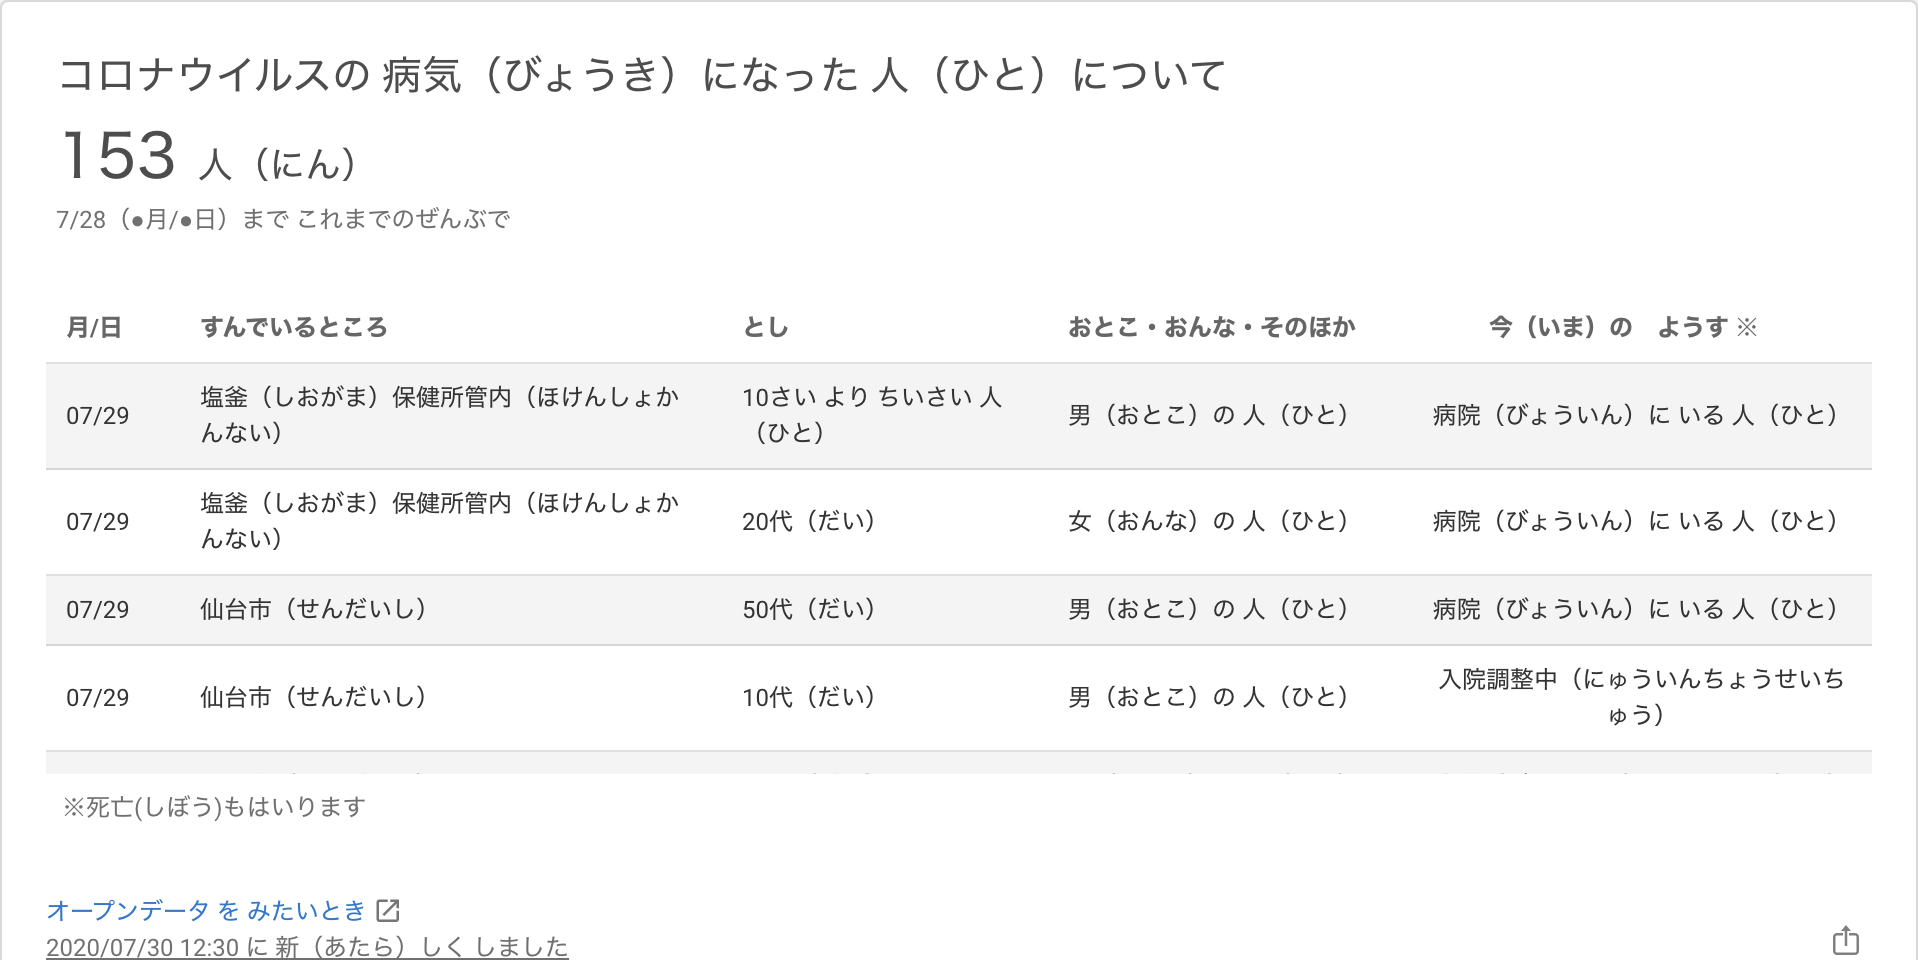 コロナウイルスの 病気（びょうき）になった 人（ひと）について
153 人（にん）
7/28（●月/●日）まで これまでのぜんぶで
月/日 すんでいるところ とし おとこ・おんな・そのほか 今（いま）の　ようす ※
07/29 塩釜（しおがま）保健所管内（ほけんしょか
んない） 10さい より ちいさい 人
（ひと） 男（おとこ）の 人（ひと） 病院（びょういん）に いる 人（ひと）
07/29 塩釜（しおがま）保健所管内（ほけんしょか
んない） 20代（だい） 女（おんな）の 人（ひと） 病院（びょういん）に いる 人（ひと）
07/29 仙台市（せんだいし） 50代（だい） 男（おとこ）の 人（ひと） 病院（びょういん）に いる 人（ひと）
07/29 仙台市（せんだいし） 10代（だい） 男（おとこ）の 人（ひと） 入院調整中（にゅういんちょうせいち
ゅう）
※死亡(しぼう)もはいります
オープンデータ を みたいとき
2020/07/30 12:30 に 新（あたら）しく しました